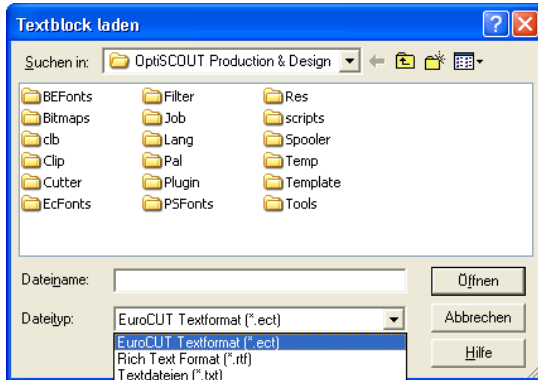 Textblock laden
Suchen in: OptiSCOUT Production & Design
BEFonts Filter Res
Bitmaps Job scripts
clb Lang Spooler
Clip Pal Temp
Cutter Plugin Template
EcFonts PSFonts Tools
Dateiname: Öffnen
Dateityp: EuroCUT Textformat (*.ect) Abbrechen
EuroCUT Textformat (*.ect)
Rich Text Format (*.rtf) Hilfe
Textdateien (*.txt)